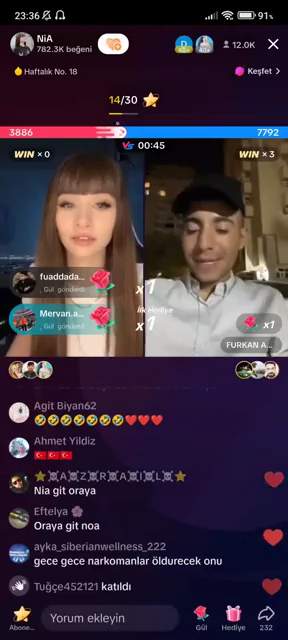 23:36
91%
NiA
782.3K beğeni
12.0K
Haftalık No. 18
Keşfet >
14/30
3886
7792
VS 00:45
WIN × 0
WIN × 3
fuaddada...
, Gül gönderdi
x1
İlk Hediye
Mervan.a...
, Gül gönderdi
x1
x1
FURKAN A...
Agit Biyan62
🤣🤣🤣🤣🤣🤣🤣❤️❤️❤️
Ahmet Yildiz
🇹🇷🇹🇷🇹🇷
⭐☠A☠Z☠R☠A☠İ☠L☠⭐
Nia git oraya
Eftelya 🌸
Oraya git noa
ayka_siberianwellness_222
gece gece narkomanlar öldürecek onu
Tuğçe452121 katıldı
Abone...
Yorum ekleyin
Gül
Hediye
232